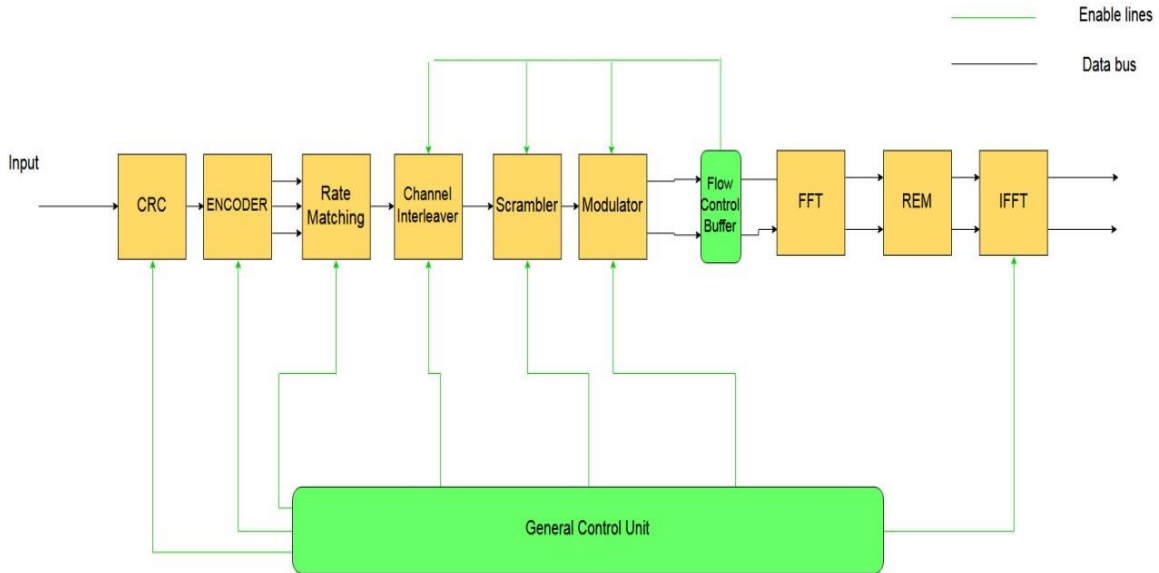 Enable lines
Data bus
Input
CRC
ENCODER
Rate
Matching
Channel
Interleaver
Scrambler
Modulator
Flow
Control
Buffer
FFT
REM
IFFT
General Control Unit